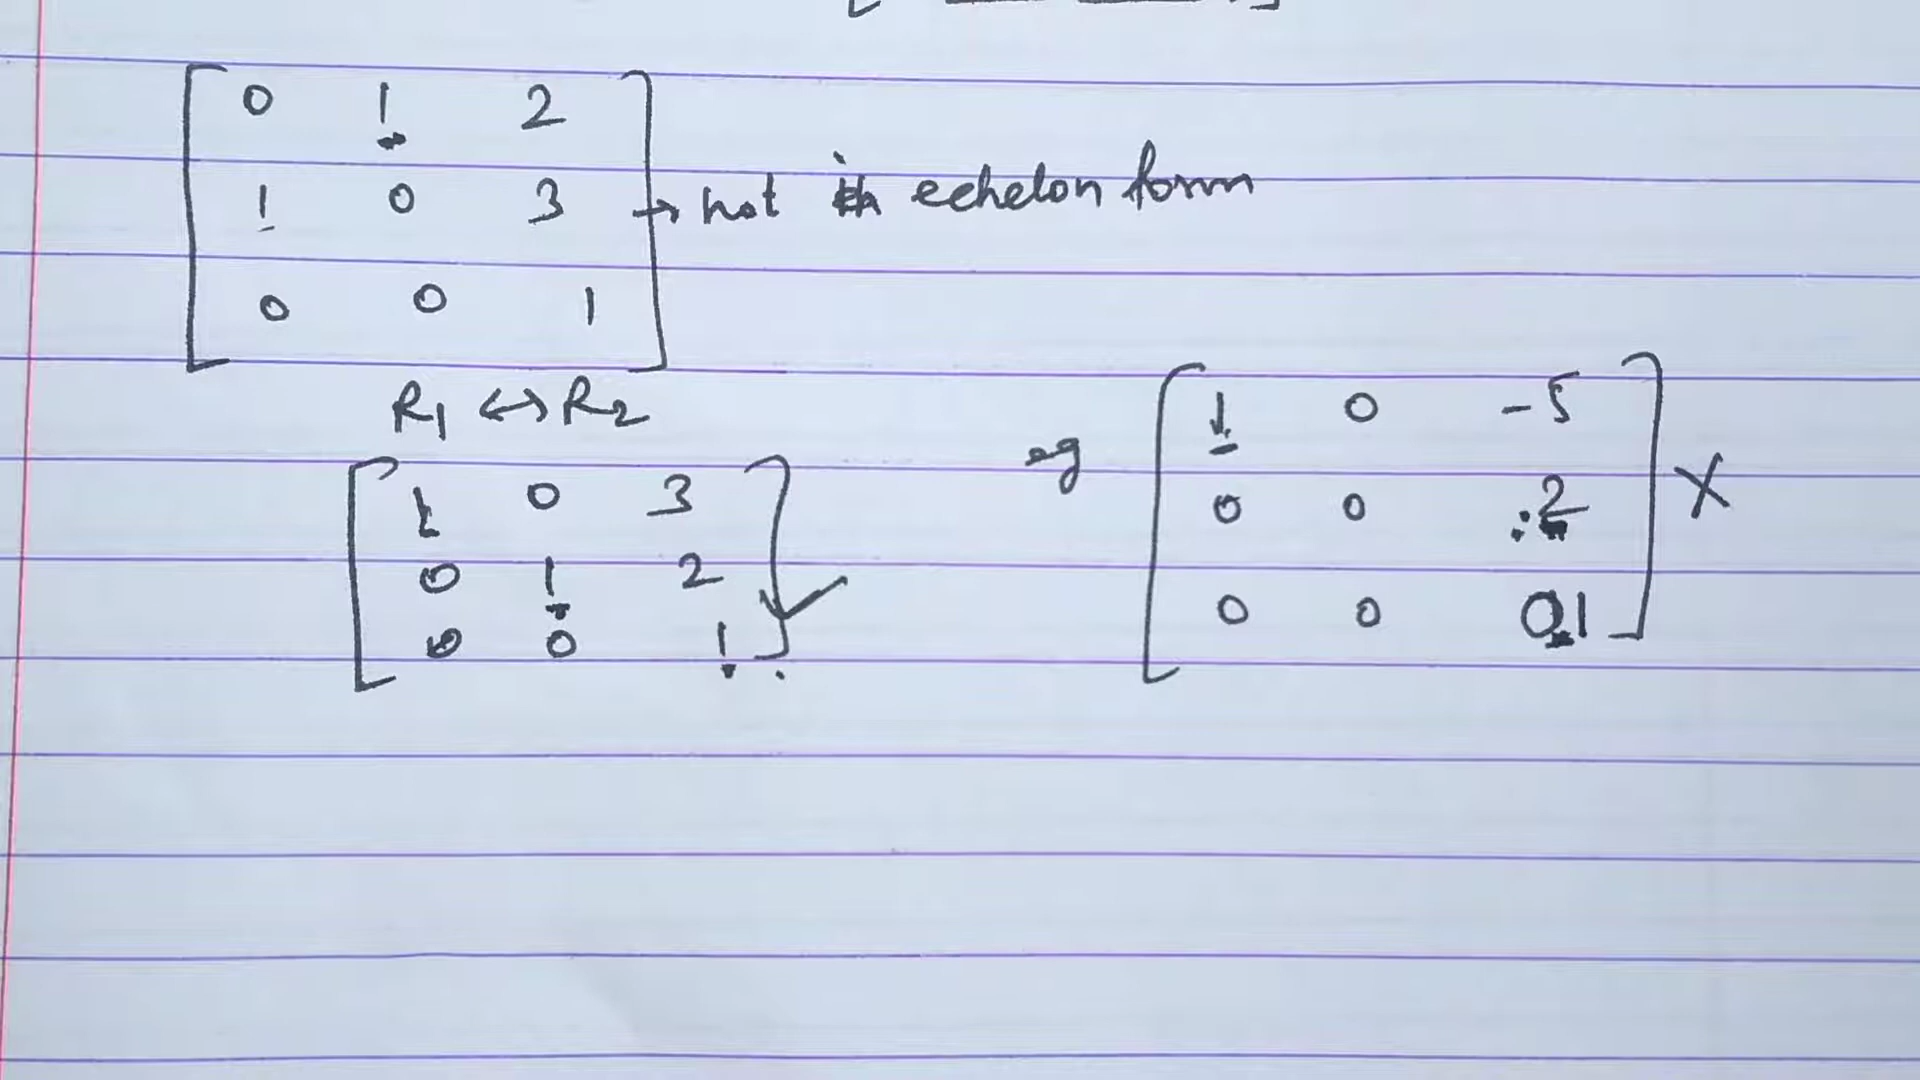 0 1 2
1 0 3 → not in echelon form
0 0 1
R1 ↔ R2
1 0 3
0 1 2
0 0 1
eg
1 0 -5
0 0 2 X
0 0 01